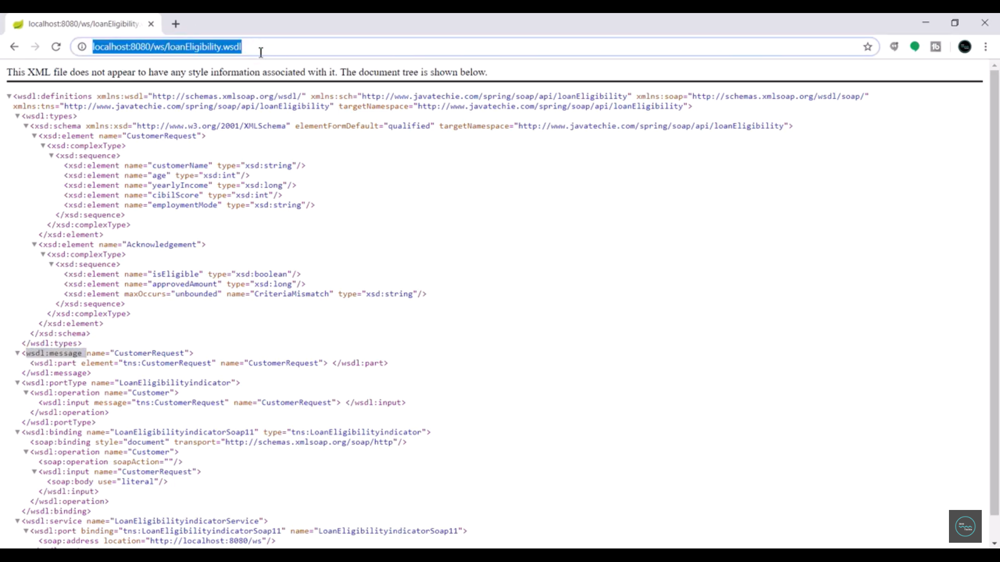 localhost:8080/ws/loanEligibility.
localhost:8080/ws/loanEligibility.wsdl
This XML file does not appear to have any style information associated with it. The document tree is shown below.
<wsdl:definitions xmlns:wsdl="http://schemas.xmlsoap.org/wsdl/" xmlns:sch="http://www.javatechie.com/spring/soap/api/loanEligibility" xmlns:soap="http://schemas.xmlsoap.org/wsdl/soap/"
xmlns:tns="http://www.javatechie.com/spring/soap/api/loanEligibility" targetNamespace="http://www.javatechie.com/spring/soap/api/loanEligibility">
<wsdl:types>
<xsd:schema xmlns:xsd="http://www.w3.org/2001/XMLSchema" elementFormDefault="qualified" targetNamespace="http://www.javatechie.com/spring/soap/api/loanEligibility">
<xsd:element name="CustomerRequest">
<xsd:complexType>
<xsd:sequence>
<xsd:element name="customerName" type="xsd:string"/>
<xsd:element name="age" type="xsd:int"/>
<xsd:element name="yearlyIncome" type="xsd:long"/>
<xsd:element name="cibilScore" type="xsd:int"/>
<xsd:element name="employmentMode" type="xsd:string"/>
</xsd:sequence>
</xsd:complexType>
</xsd:element>
<xsd:element name="Acknowledgement">
<xsd:complexType>
<xsd:sequence>
<xsd:element name="isEligible" type="xsd:boolean"/>
<xsd:element name="approvedAmount" type="xsd:long"/>
<xsd:element maxOccurs="unbounded" name="CriteriaMismatch" type="xsd:string"/>
</xsd:sequence>
</xsd:complexType>
</xsd:element>
</xsd:schema>
</wsdl:types>
<wsdl:message name="CustomerRequest">
<wsdl:part element="tns:CustomerRequest" name="CustomerRequest"> </wsdl:part>
</wsdl:message>
<wsdl:portType name="LoanEligibilityindicator">
<wsdl:operation name="Customer">
<wsdl:input message="tns:CustomerRequest" name="CustomerRequest"> </wsdl:input>
</wsdl:operation>
</wsdl:portType>
<wsdl:binding name="LoanEligibilityindicatorSoap11" type="tns:LoanEligibilityindicator">
<soap:binding style="document" transport="http://schemas.xmlsoap.org/soap/http"/>
<wsdl:operation name="Customer">
<soap:operation soapAction=""/>
<wsdl:input name="CustomerRequest">
<soap:body use="literal"/>
</wsdl:input>
</wsdl:operation>
</wsdl:binding>
<wsdl:service name="LoanEligibilityindicatorService">
<wsdl:port binding="tns:LoanEligibilityindicatorSoap11" name="LoanEligibilityindicatorSoap11">
<soap:address location="http://localhost:8080/ws"/>
Java
Techie